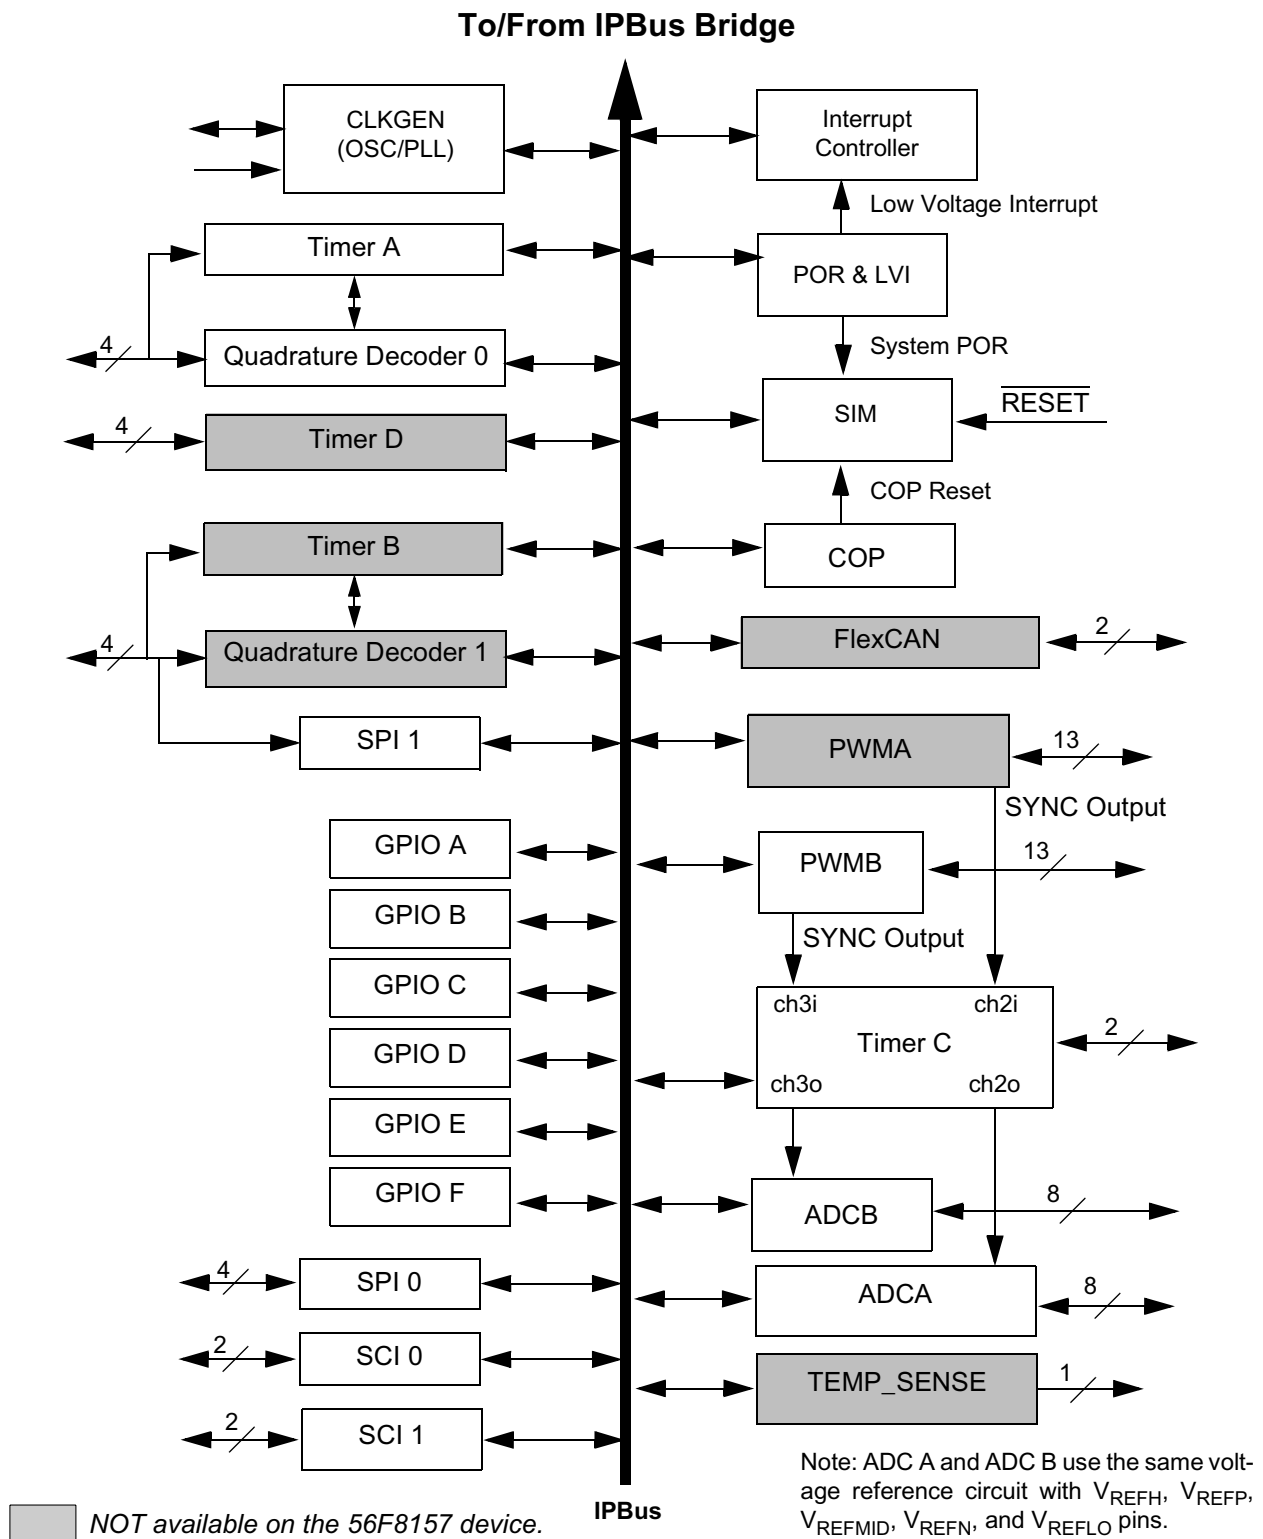 To/From IPBus Bridge
CLKGEN
(OSC/PLL)
Interrupt
Controller
Low Voltage Interrupt
Timer A
POR & LVI
4
Quadrature Decoder 0
System POR
SIM
RESET
4
Timer D
COP Reset
Timer B
COP
4
Quadrature Decoder 1
FlexCAN
2
SPI 1
PWMA
13
SYNC Output
GPIO A
PWMB
13
GPIO B
SYNC Output
GPIO C
ch3i
ch2i
GPIO D
Timer C
2
ch3o
ch2o
GPIO E
GPIO F
ADCB
8
4
SPI 0
ADCA
8
2
SCI 0
TEMP_SENSE
1
2
SCI 1
Note: ADC A and ADC B use the same volt-
age reference circuit with VREFH, VREFP,
VREFMID, VREFN, and VREFLO pins.
IPBus
NOT available on the 56F8157 device.